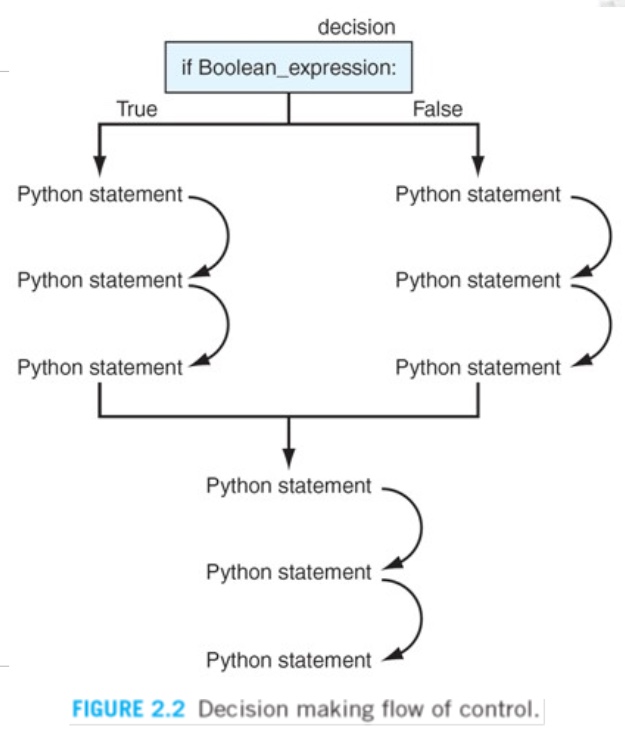 decision
if Boolean_expression:
True False
Python statement Python statement
Python statement Python statement
Python statement Python statement
Python statement
Python statement
Python statement
FIGURE 2.2 Decision making flow of control.